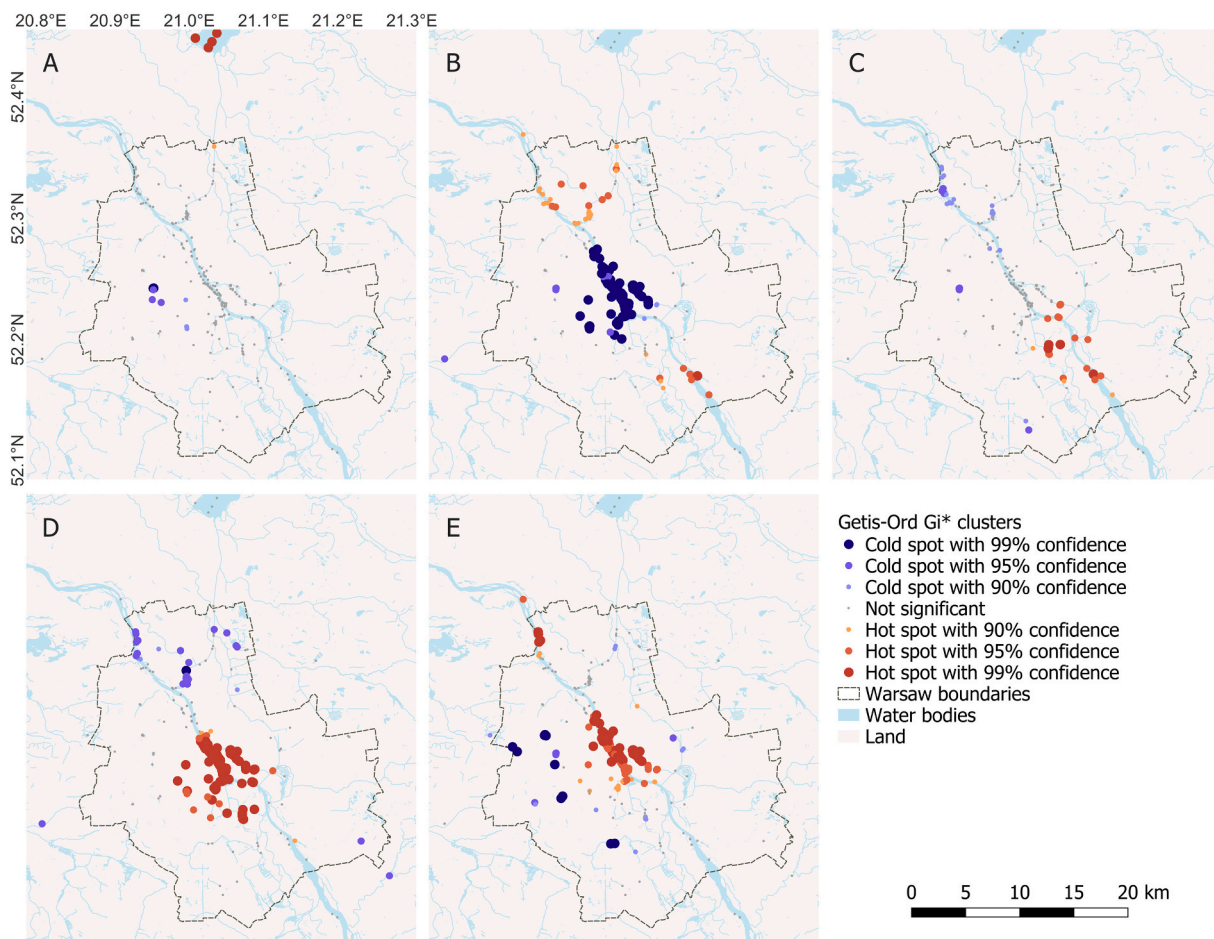 20.8°E 20.9°E 21.0°E 21.1°E 21.2°E 21.3°E
A
B
C
52.4°N
52.3°N
52.2°N
52.1°N
D
E
Getis-Ord Gi* clusters
Cold spot with 99% confidence
Cold spot with 95% confidence
Cold spot with 90% confidence
Not significant
Hot spot with 90% confidence
Hot spot with 95% confidence
Hot spot with 99% confidence
Warsaw boundaries
Water bodies
Land
0 5 10 15 20 km